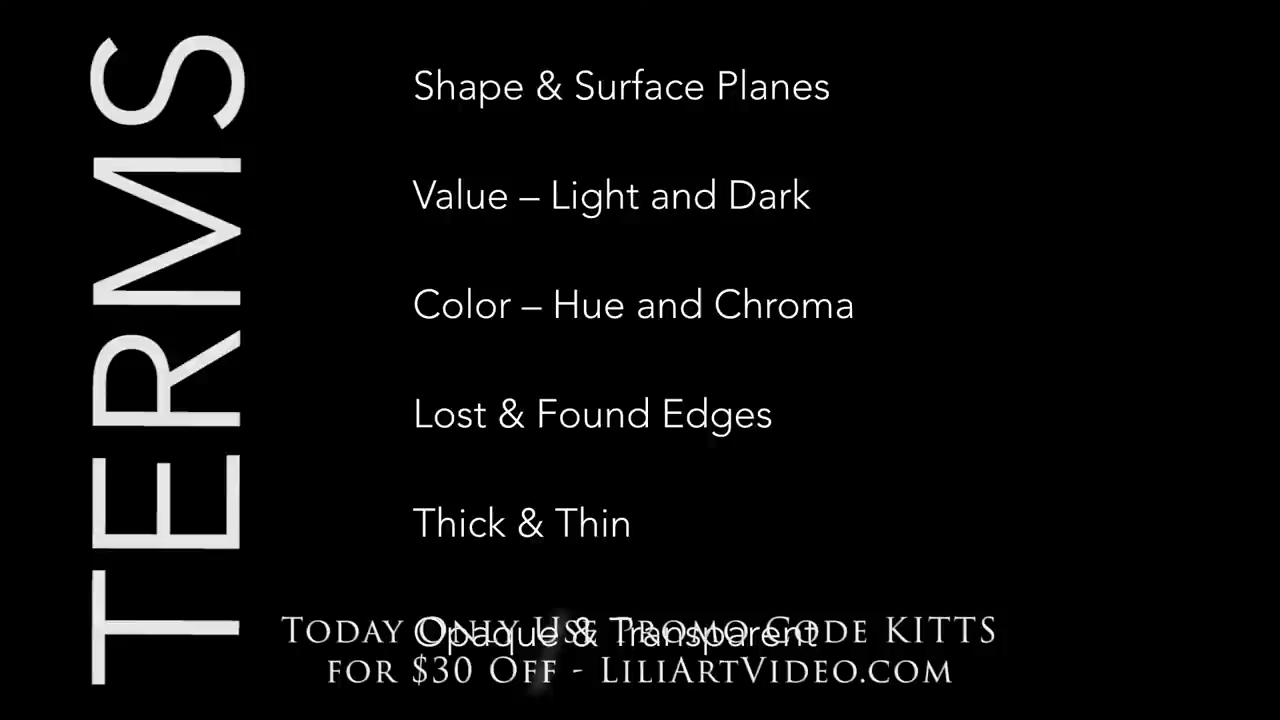 TERMS
Shape & Surface Planes
Value – Light and Dark
Color – Hue and Chroma
Lost & Found Edges
Thick & Thin
Opaque & Transparent
Today Only Use Promo Code KITTS
for $30 Off - LiliArtVideo.com